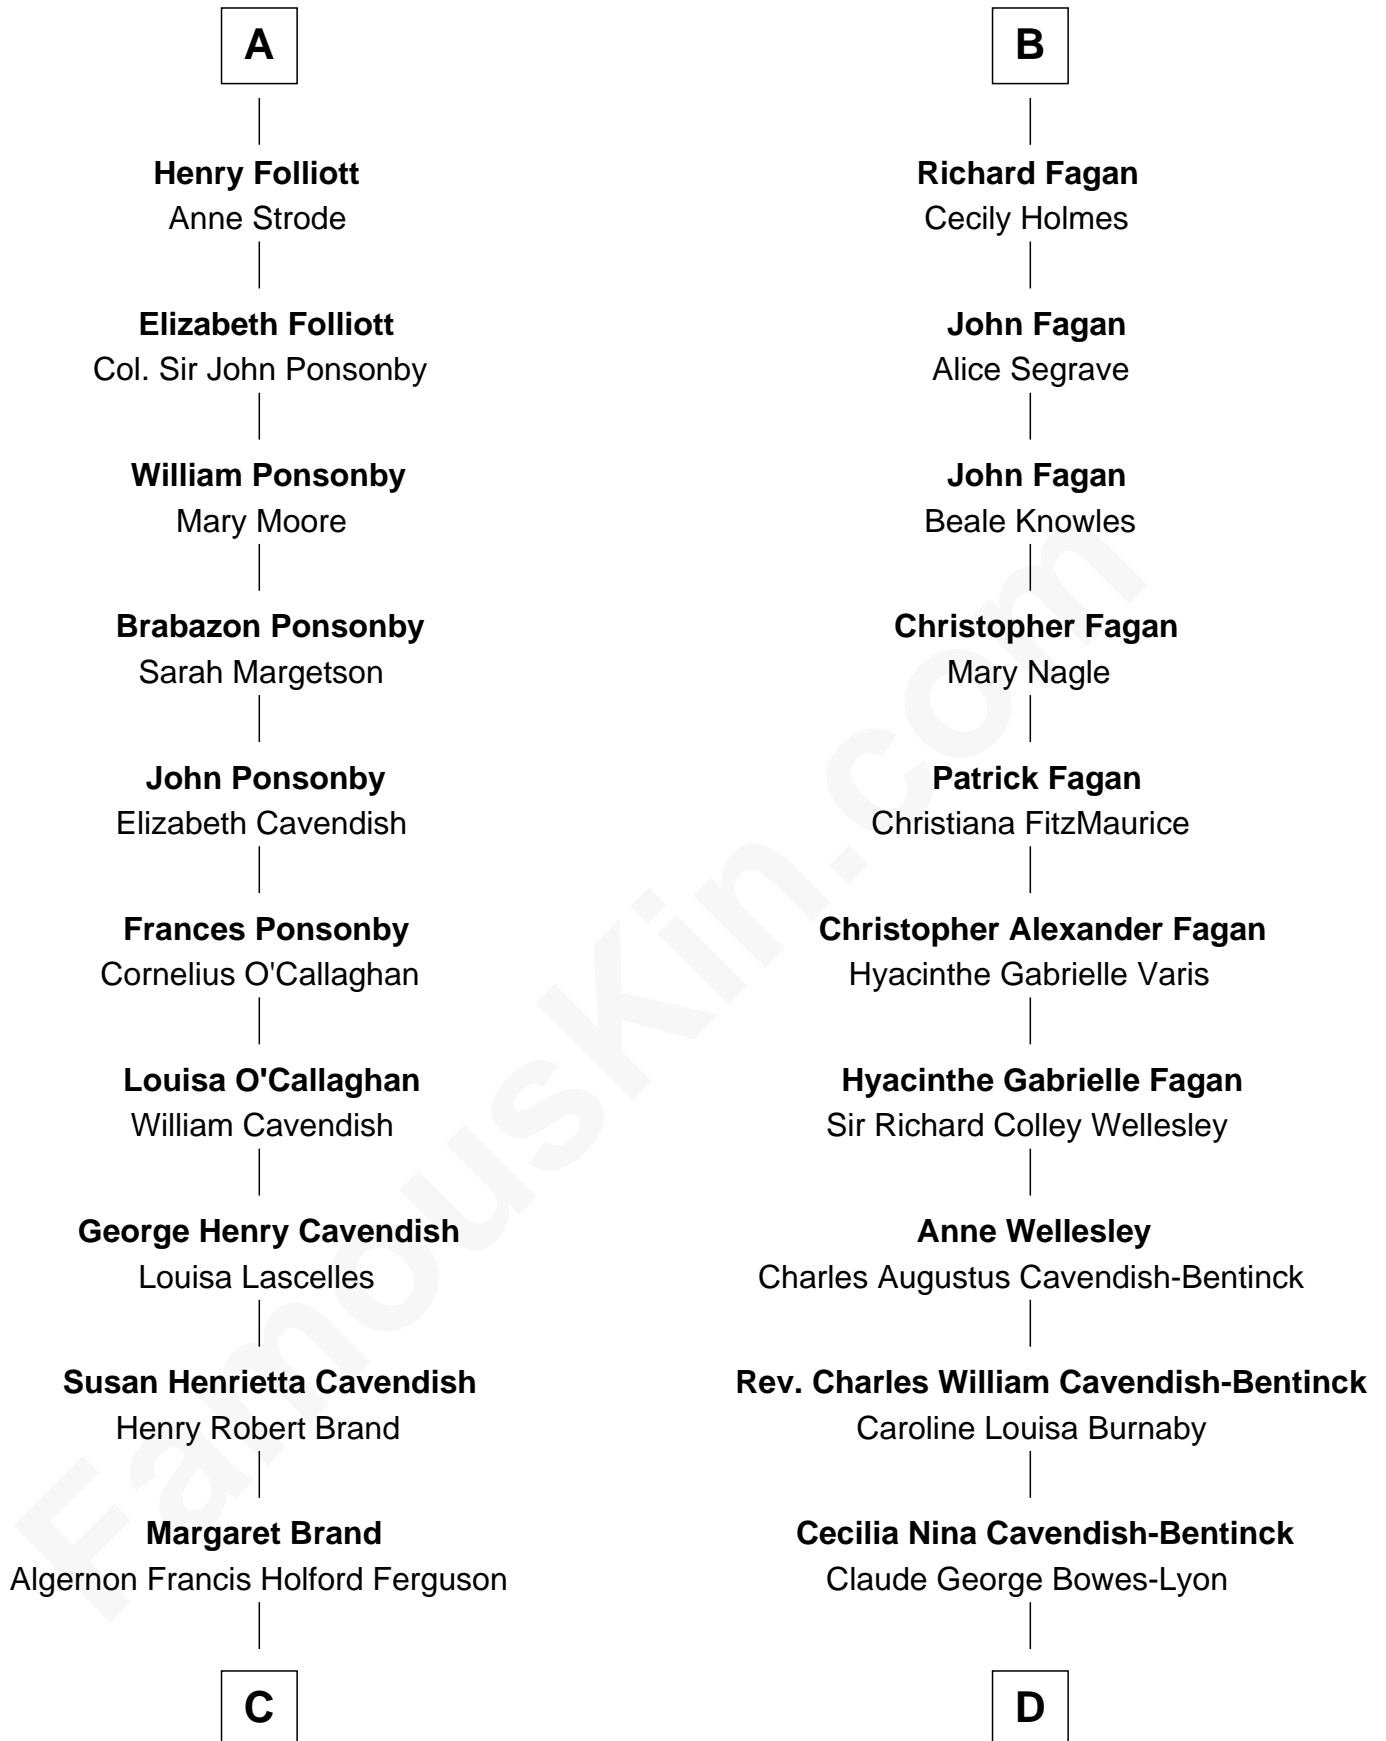 A
Henry Folliott
Anne Strode
Elizabeth Folliott
Col. Sir John Ponsonby
William Ponsonby
Mary Moore
Brabazon Ponsonby
Sarah Margetson
John Ponsonby
Elizabeth Cavendish
Frances Ponsonby
Cornelius O'Callaghan
Louisa O'Callaghan
William Cavendish
George Henry Cavendish
Louisa Lascelles
Susan Henrietta Cavendish
Henry Robert Brand
Margaret Brand
Algernon Francis Holford Ferguson
C
B
Richard Fagan
Cecily Holmes
John Fagan
Alice Segrave
John Fagan
Beale Knowles
Christopher Fagan
Mary Nagle
Patrick Fagan
Christiana FitzMaurice
Christopher Alexander Fagan
Hyacinthe Gabrielle Varis
Hyacinthe Gabrielle Fagan
Sir Richard Colley Wellesley
Anne Wellesley
Charles Augustus Cavendish-Bentinck
Rev. Charles William Cavendish-Bentinck
Caroline Louisa Burnaby
Cecilia Nina Cavendish-Bentinck
Claude George Bowes-Lyon
D
FamousKin.com